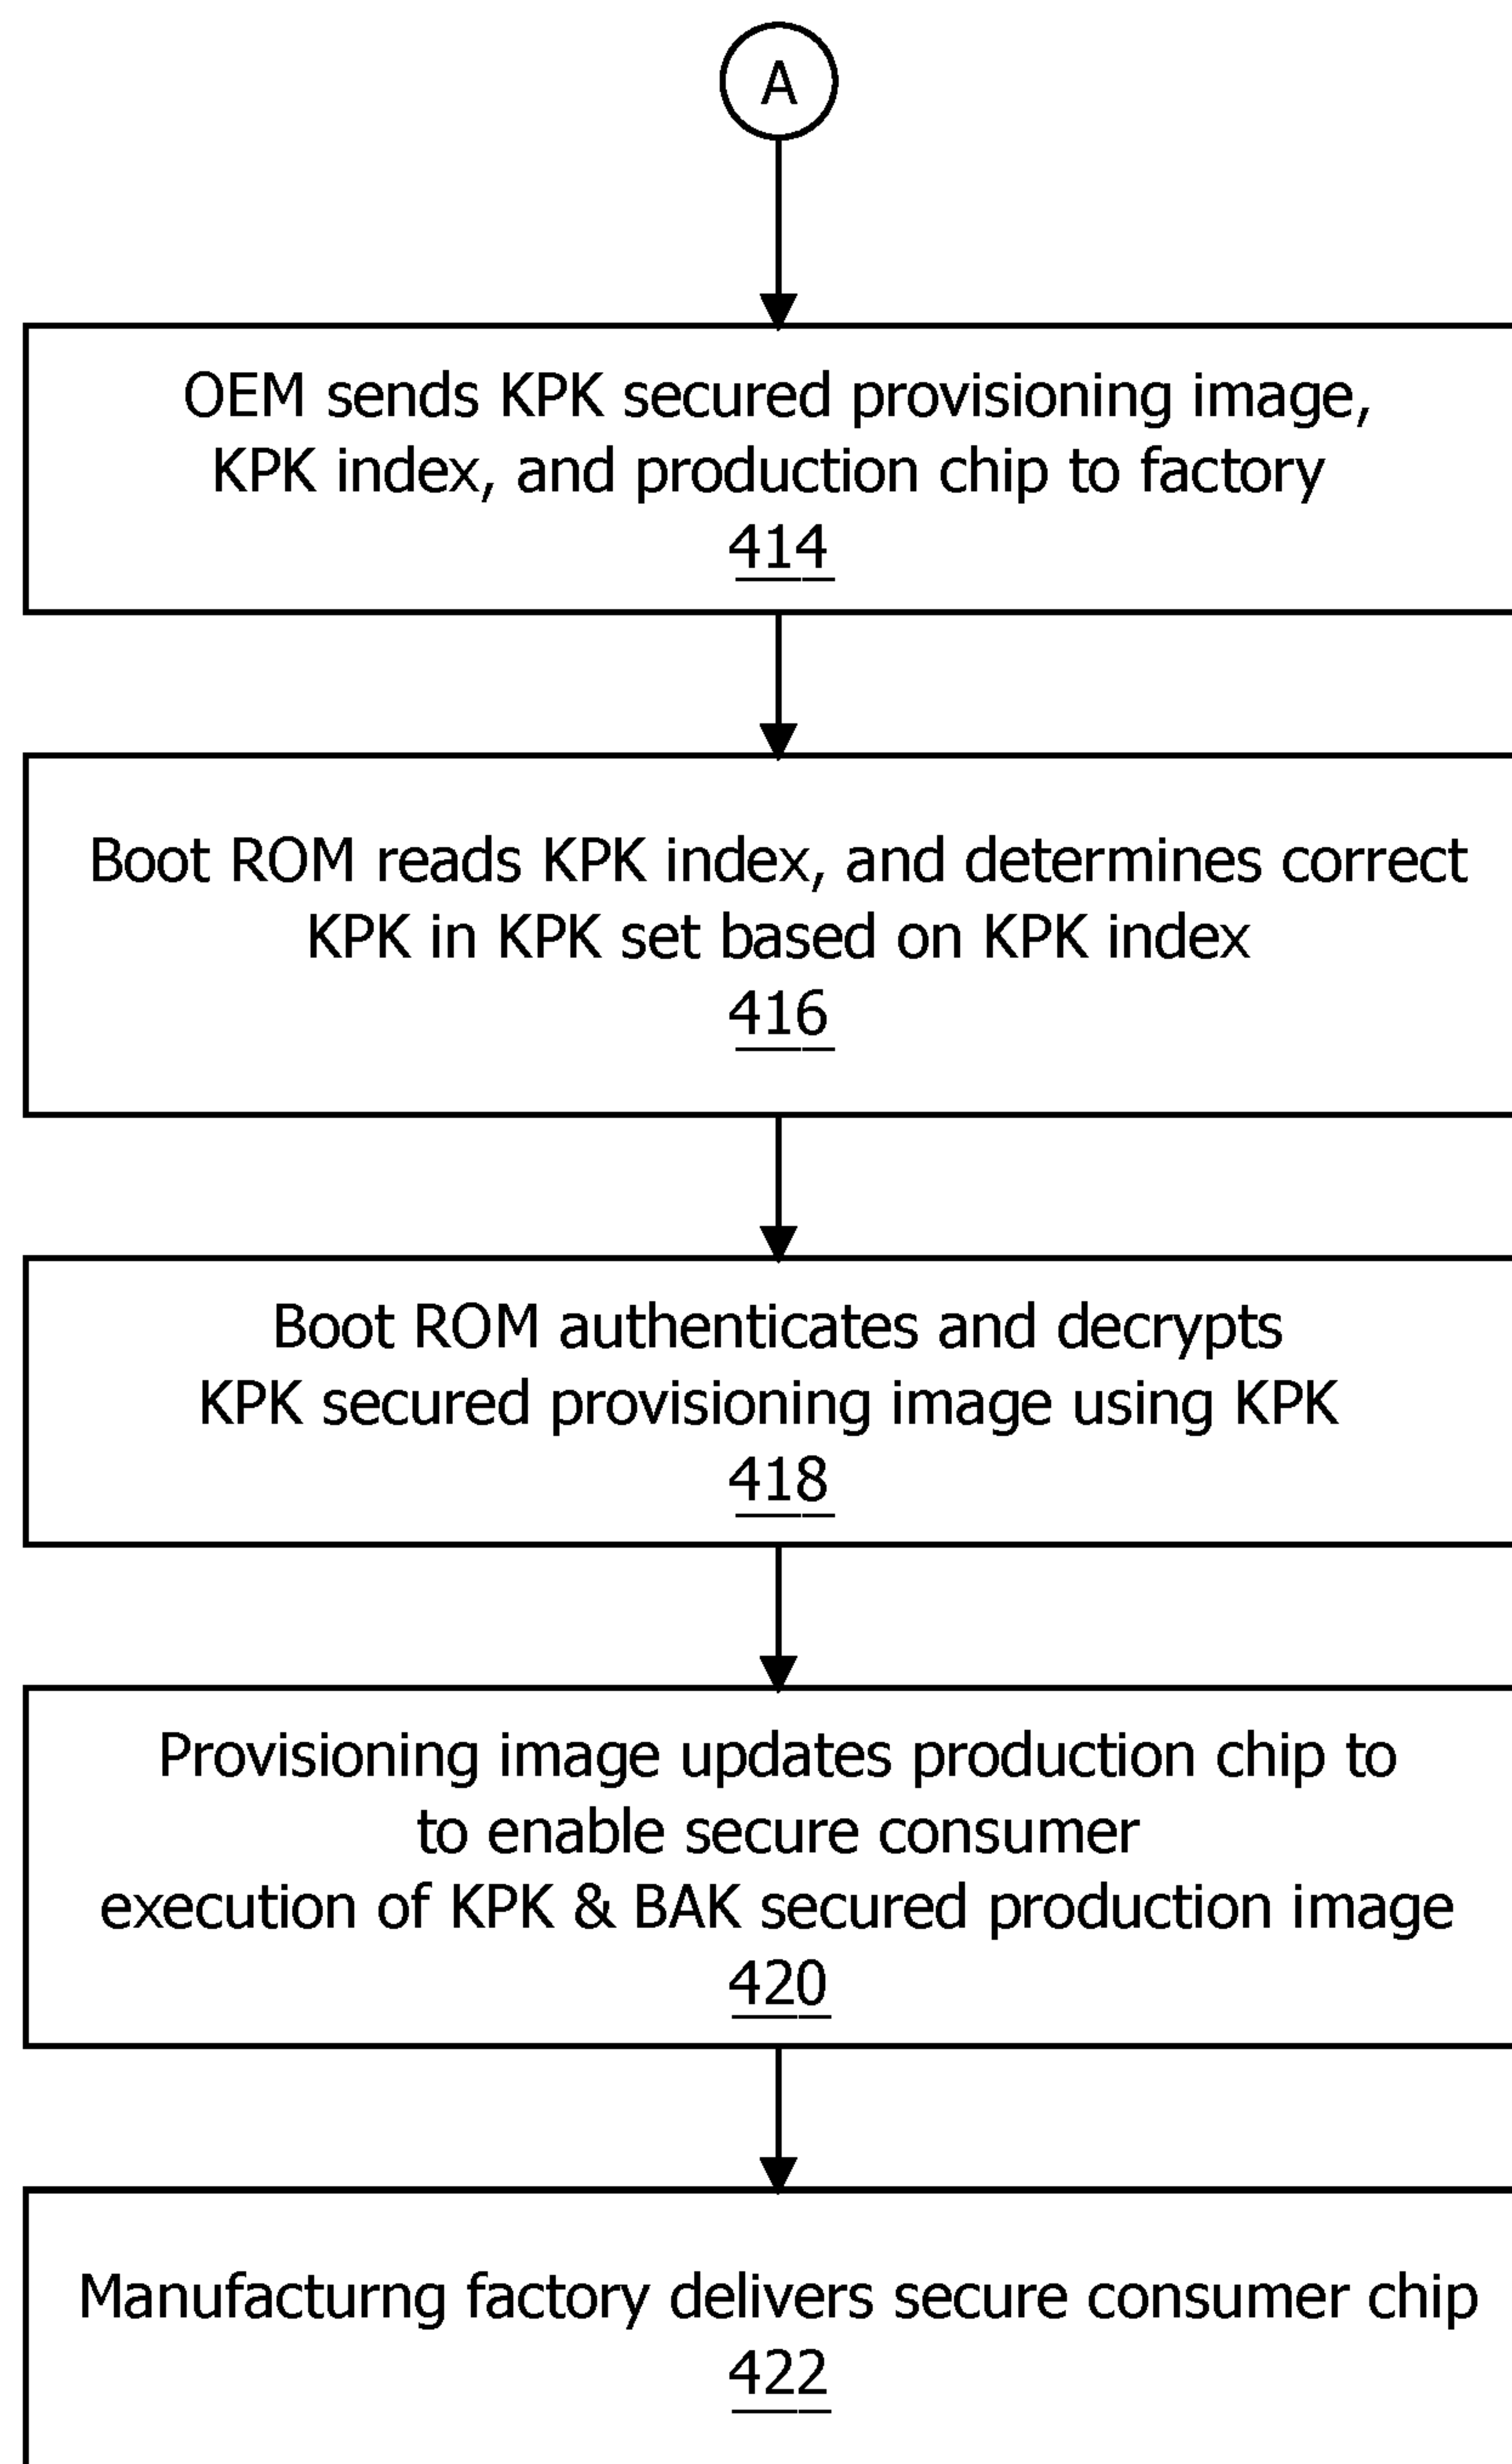 A
OEM sends KPK secured provisioning image,
KPK index, and production chip to factory
414
Boot ROM reads KPK index, and determines correct
KPK in KPK set based on KPK index
416
Boot ROM authenticates and decrypts
KPK secured provisioning image using KPK
418
Provisioning image updates production chip to
to enable secure consumer
execution of KPK & BAK secured production image
420
Manufacturng factory delivers secure consumer chip
422